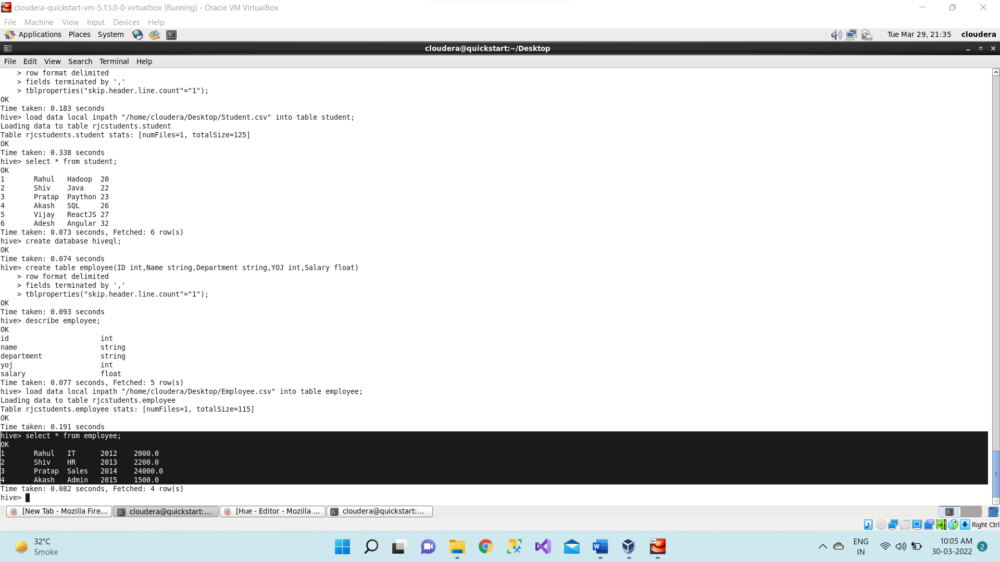 cloudera-quickstart-vm-5.13.0-0-virtualbox [Running] - Oracle VM VirtualBox
File Machine View Input Devices Help
Applications Places System Tue Mar 29, 21:35 cloudera
cloudera@quickstart:~/Desktop
File Edit View Search Terminal Help
    > row format delimited
    > fields terminated by ','
    > tblproperties("skip.header.line.count"="1");
OK
Time taken: 0.183 seconds
hive> load data local inpath "/home/cloudera/Desktop/Student.csv" into table student;
Loading data to table rjcstudents.student
Table rjcstudents.student stats: [numFiles=1, totalSize=125]
OK
Time taken: 0.338 seconds
hive> select * from student;
OK
1       Rahul   Hadoop  20
2       Shiv    Java    22
3       Pratap  Paython 23
4       Akash   SQL     26
5       Vijay   ReactJS 27
6       Adesh   Angular 32
Time taken: 0.073 seconds, Fetched: 6 row(s)
hive> create database hiveql;
OK
Time taken: 0.074 seconds
hive> create table employee(ID int,Name string,Department string,YOJ int,Salary float)
    > row format delimited
    > fields terminated by ','
    > tblproperties("skip.header.line.count"="1");
OK
Time taken: 0.093 seconds
hive> describe employee;
OK
id                      int
name                    string
department              string
yoj                     int
salary                  float
Time taken: 0.077 seconds, Fetched: 5 row(s)
hive> load data local inpath "/home/cloudera/Desktop/Employee.csv" into table employee;
Loading data to table rjcstudents.employee
Table rjcstudents.employee stats: [numFiles=1, totalSize=115]
OK
Time taken: 0.191 seconds
hive> select * from employee;
OK
1       Rahul   IT      2012    2000.0
2       Shiv    HR      2013    2200.0
3       Pratap  Sales   2014    24000.0
4       Akash   Admin   2015    1500.0
Time taken: 0.082 seconds, Fetched: 4 row(s)
hive>
[New Tab - Mozilla Fire... cloudera@quickstart:... [Hue - Editor - Mozilla ... cloudera@quickstart:...
Right Ctrl
32°C ENG 10:05 AM
Smoke IN 30-03-2022 2